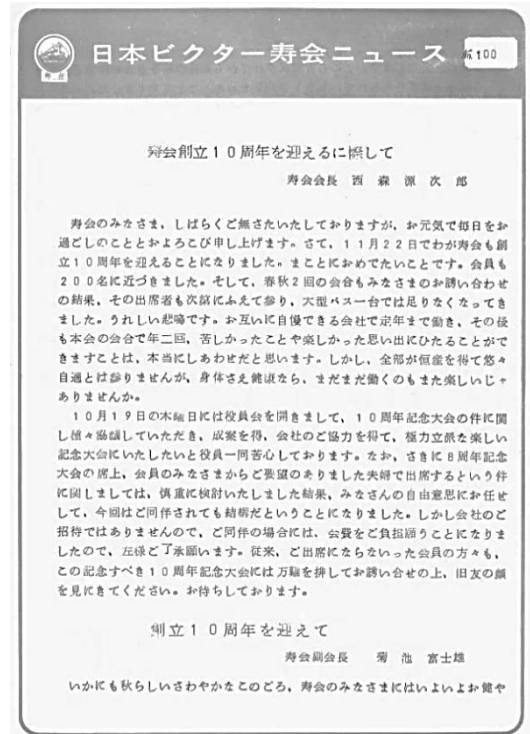 日本ビクター寿会ニュース
№100
寿会
寿会創立10周年を迎えるに際して
寿会会長 西森源次郎
寿会のみなさま、しばらくご無さたいたしておりますが、お元気で毎日をお
過ごしのこととおよろこび申し上げます。さて、11月22日でわが寿会も創
立10周年を迎えることになりました。まことにおめでたいことです。会員も
200名に近づきました。そして、春秋2回の会合もみなさまのお誘い合わせ
の結果、その出席者も次第にふえて参り、大型バス一台では足りなくなってき
ました。うれしい悲鳴です。お互いに自慢できる会社で定年まで働き、その後
も本会の会合で年二回、苦しかったことや楽しかった思い出にひたることがで
きますことは、本当にしあわせだと思います。しかし、全部が恒産を得て悠々
自適とは参りませんが、身体さえ健康なら、まだまだ働くのもまた楽しいじゃ
ありませんか。
10月19日の木曜日には役員会を開きまして、10周年記念大会の件に関
し種々協議していただき、成案を得、会社のご協力を得て、極力立派な楽しい
記念大会にいたしたいと役員一同苦心しております。なお、さきに8周年記念
大会の席上、会員のみなさまからご要望のありました夫婦で出席するという件
に関しましては、慎重に検討いたしました結果、みなさんの自由意思にお任せ
して、今回はご同伴されても結構だということになりました。しかし会社のご
招待ではありませんので、ご同伴の場合には、会費をご負担願うことになりま
したので、左様ご了承願います。従来、ご出席にならないった会員の方々も、
この記念すべき10周年記念大会には万難を排してお誘い合せの上、旧友の顔
を見にきてください。お待ちしております。
創立10周年を迎えて
寿会副会長 菊池富士雄
いかにも秋らしいさわやかなこのごろ、寿会のみなさまにはいよいよお健や